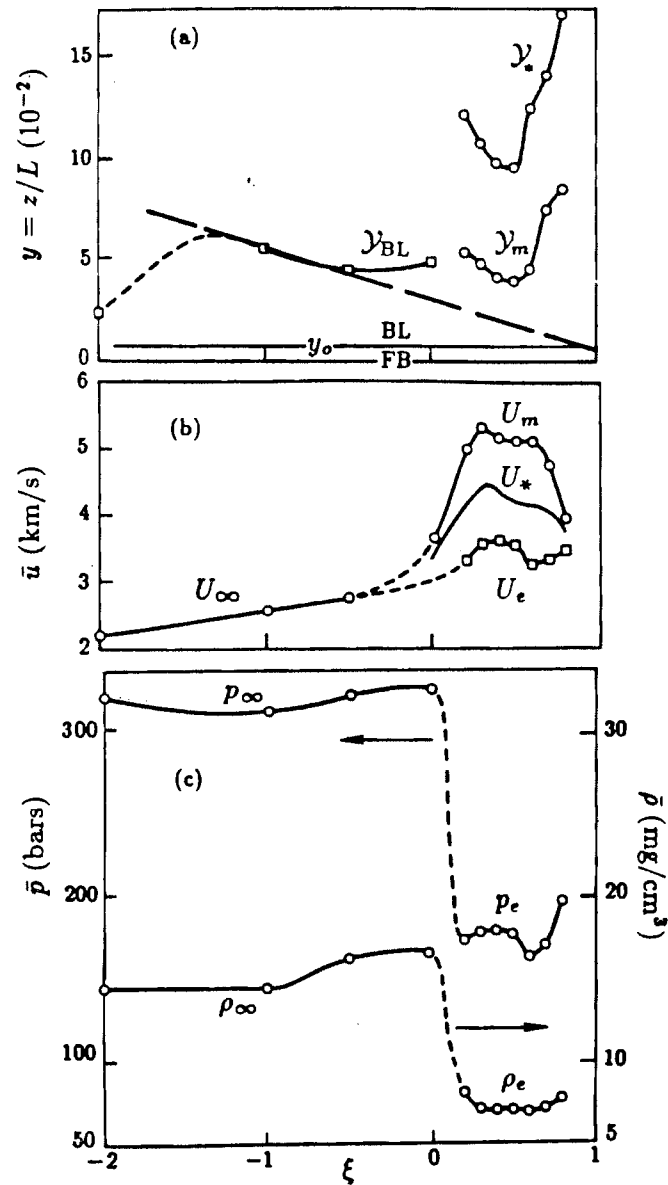 (a)
y = z/L (10⁻²)
15
10
5
0
𝒴*
𝒴m
𝒴BL
BL
yo
FB
(b)
ū (km/s)
6
5
4
3
2
Um
U*
U∞
Ue
(c)
p̄ (bars)
300
200
100
50
p∞
ρ∞
pe
ρe
30
20
10
5
ρ̄ (mg/cm³)
−2
−1
0
1
ξ